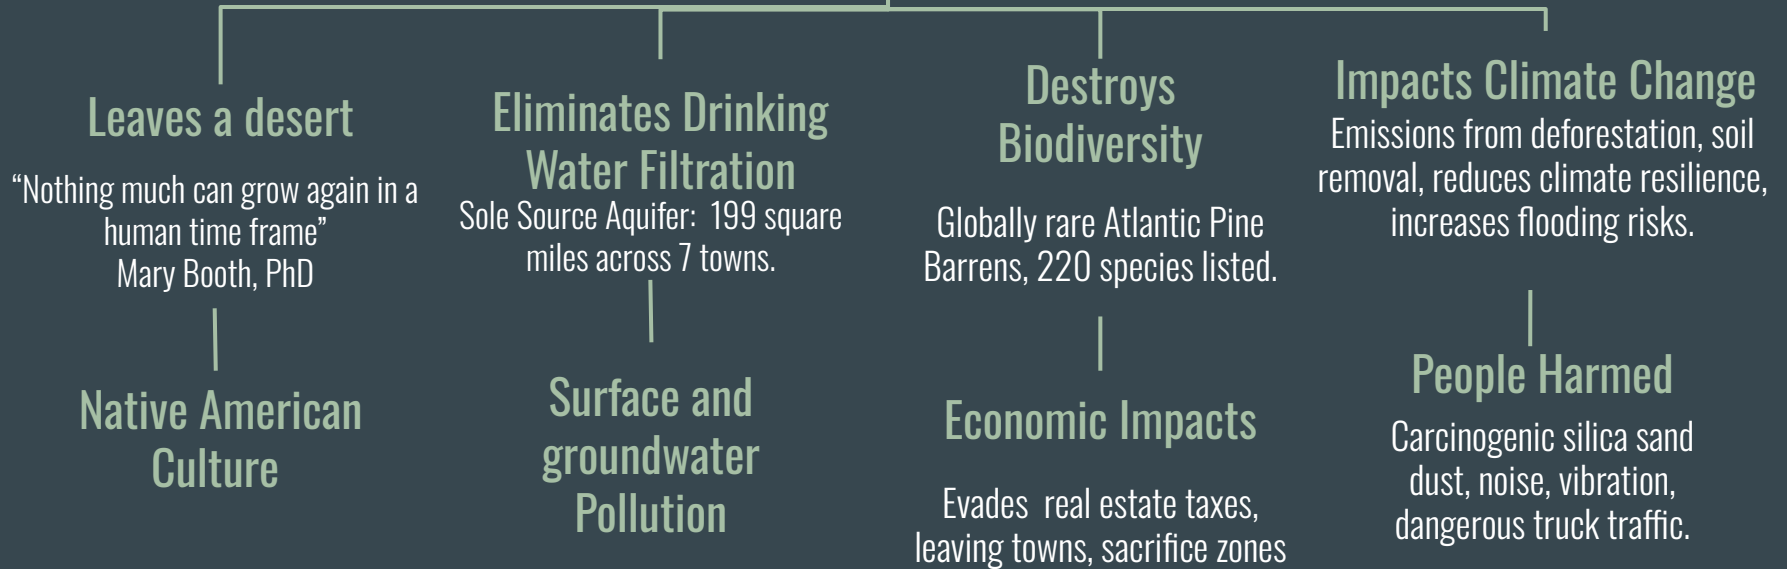 Leaves a desert
“Nothing much can grow again in a
human time frame”
Mary Booth, PhD
Native American
Culture
Eliminates Drinking
Water Filtration
Sole Source Aquifer:  199 square
miles across 7 towns.
Surface and
groundwater
Pollution
Destroys
Biodiversity
Globally rare Atlantic Pine
Barrens, 220 species listed.
Economic Impacts
Evades  real estate taxes,
leaving towns, sacrifice zones
Impacts Climate Change
Emissions from deforestation, soil
removal, reduces climate resilience,
increases flooding risks.
People Harmed
Carcinogenic silica sand
dust, noise, vibration,
dangerous truck traffic.